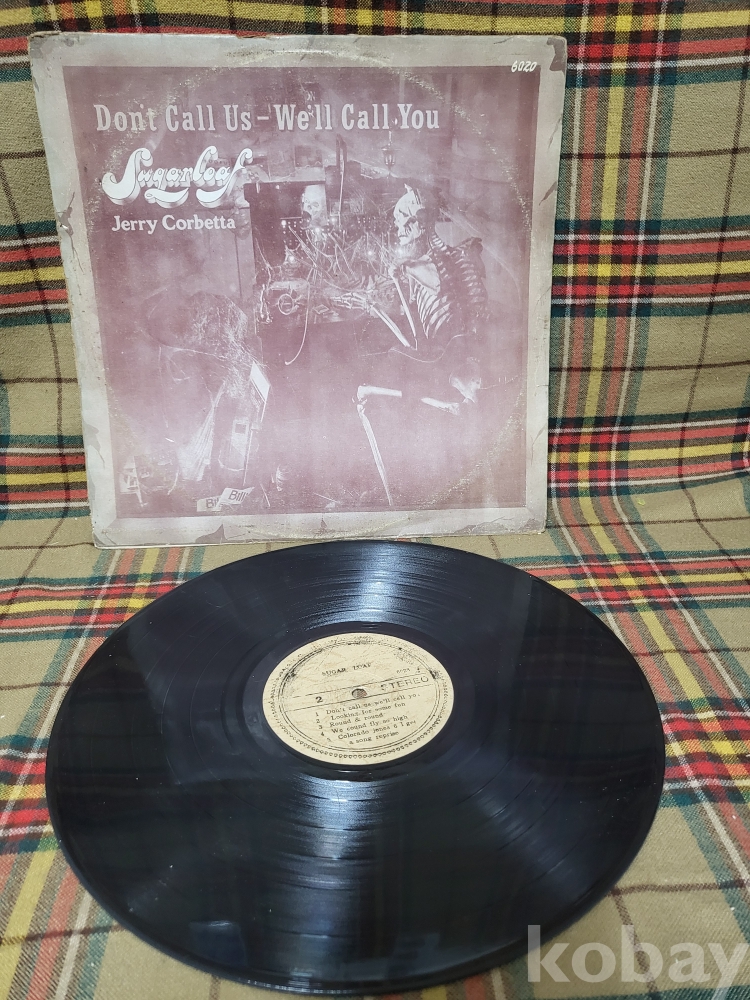 6020
Don't Call Us - We'll Call You
Sugarloaf
Jerry Corbetta
Bill
SUGAR LEAF
2 STEREO
1 Don't call us, we'll call yo
2 Looking for some fun
3 Round & round
4 We could fly so high
5 Colorado jones & I got
a song reprise
kobay